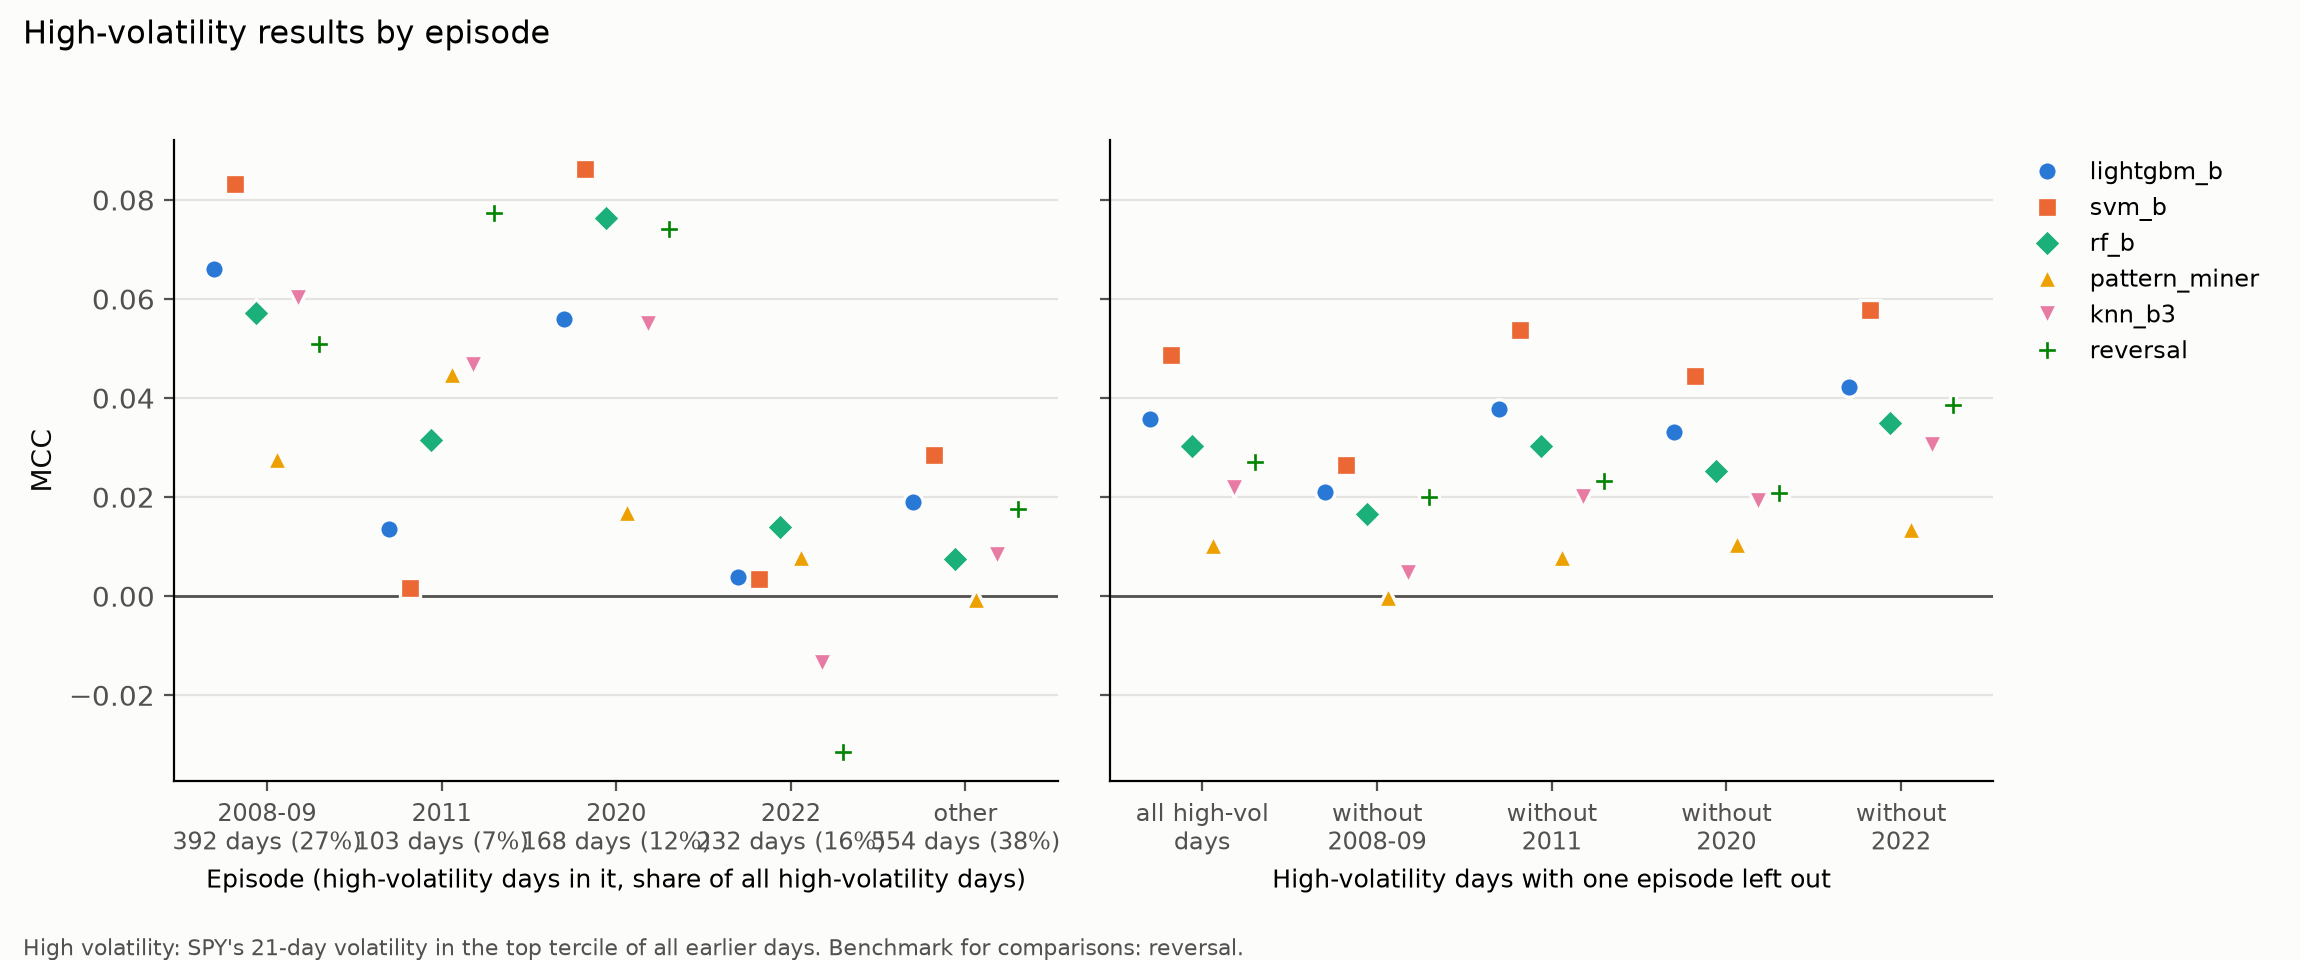 High-volatility results by episode
MCC
0.08
0.06
0.04
0.02
0.00
−0.02
2008-09
392 days (27%)
2011
103 days (7%)
2020
168 days (12%)
2022
232 days (16%)
other
554 days (38%)
Episode (high-volatility days in it, share of all high-volatility days)
all high-vol
days
without
2008-09
without
2011
without
2020
without
2022
High-volatility days with one episode left out
lightgbm_b
svm_b
rf_b
pattern_miner
knn_b3
reversal
High volatility: SPY's 21-day volatility in the top tercile of all earlier days. Benchmark for comparisons: reversal.